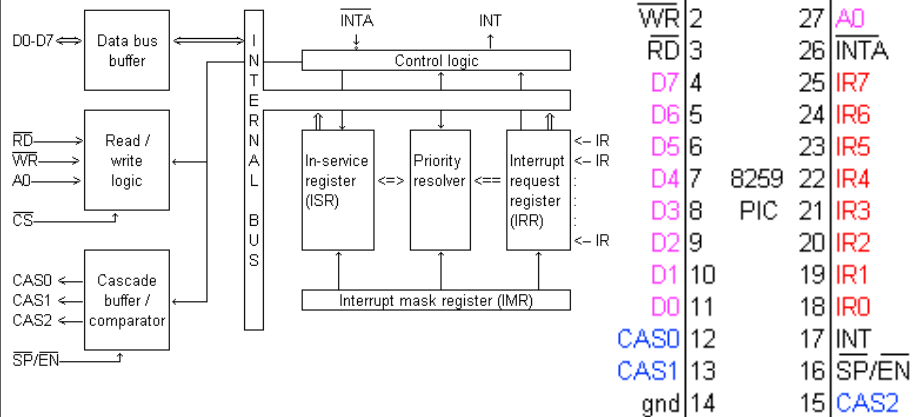 INTA INT
D0-D7 Data bus buffer
Control logic
INTERNAL BUS
RD
WR
A0
CS
Read / write logic
In-service register (ISR)
<=>
Priority resolver
<==
Interrupt request register (IRR)
<– IR
<– IR
:
:
:
<– IR
CAS0
CAS1
CAS2
SP/EN
Cascade buffer / comparator
Interrupt mask register (IMR)
WR 2 27 A0
RD 3 26 INTA
D7 4 25 IR7
D6 5 24 IR6
D5 6 23 IR5
D4 7 8259 22 IR4
D3 8 PIC 21 IR3
D2 9 20 IR2
D1 10 19 IR1
D0 11 18 IR0
CAS0 12 17 INT
CAS1 13 16 SP/EN
gnd 14 15 CAS2